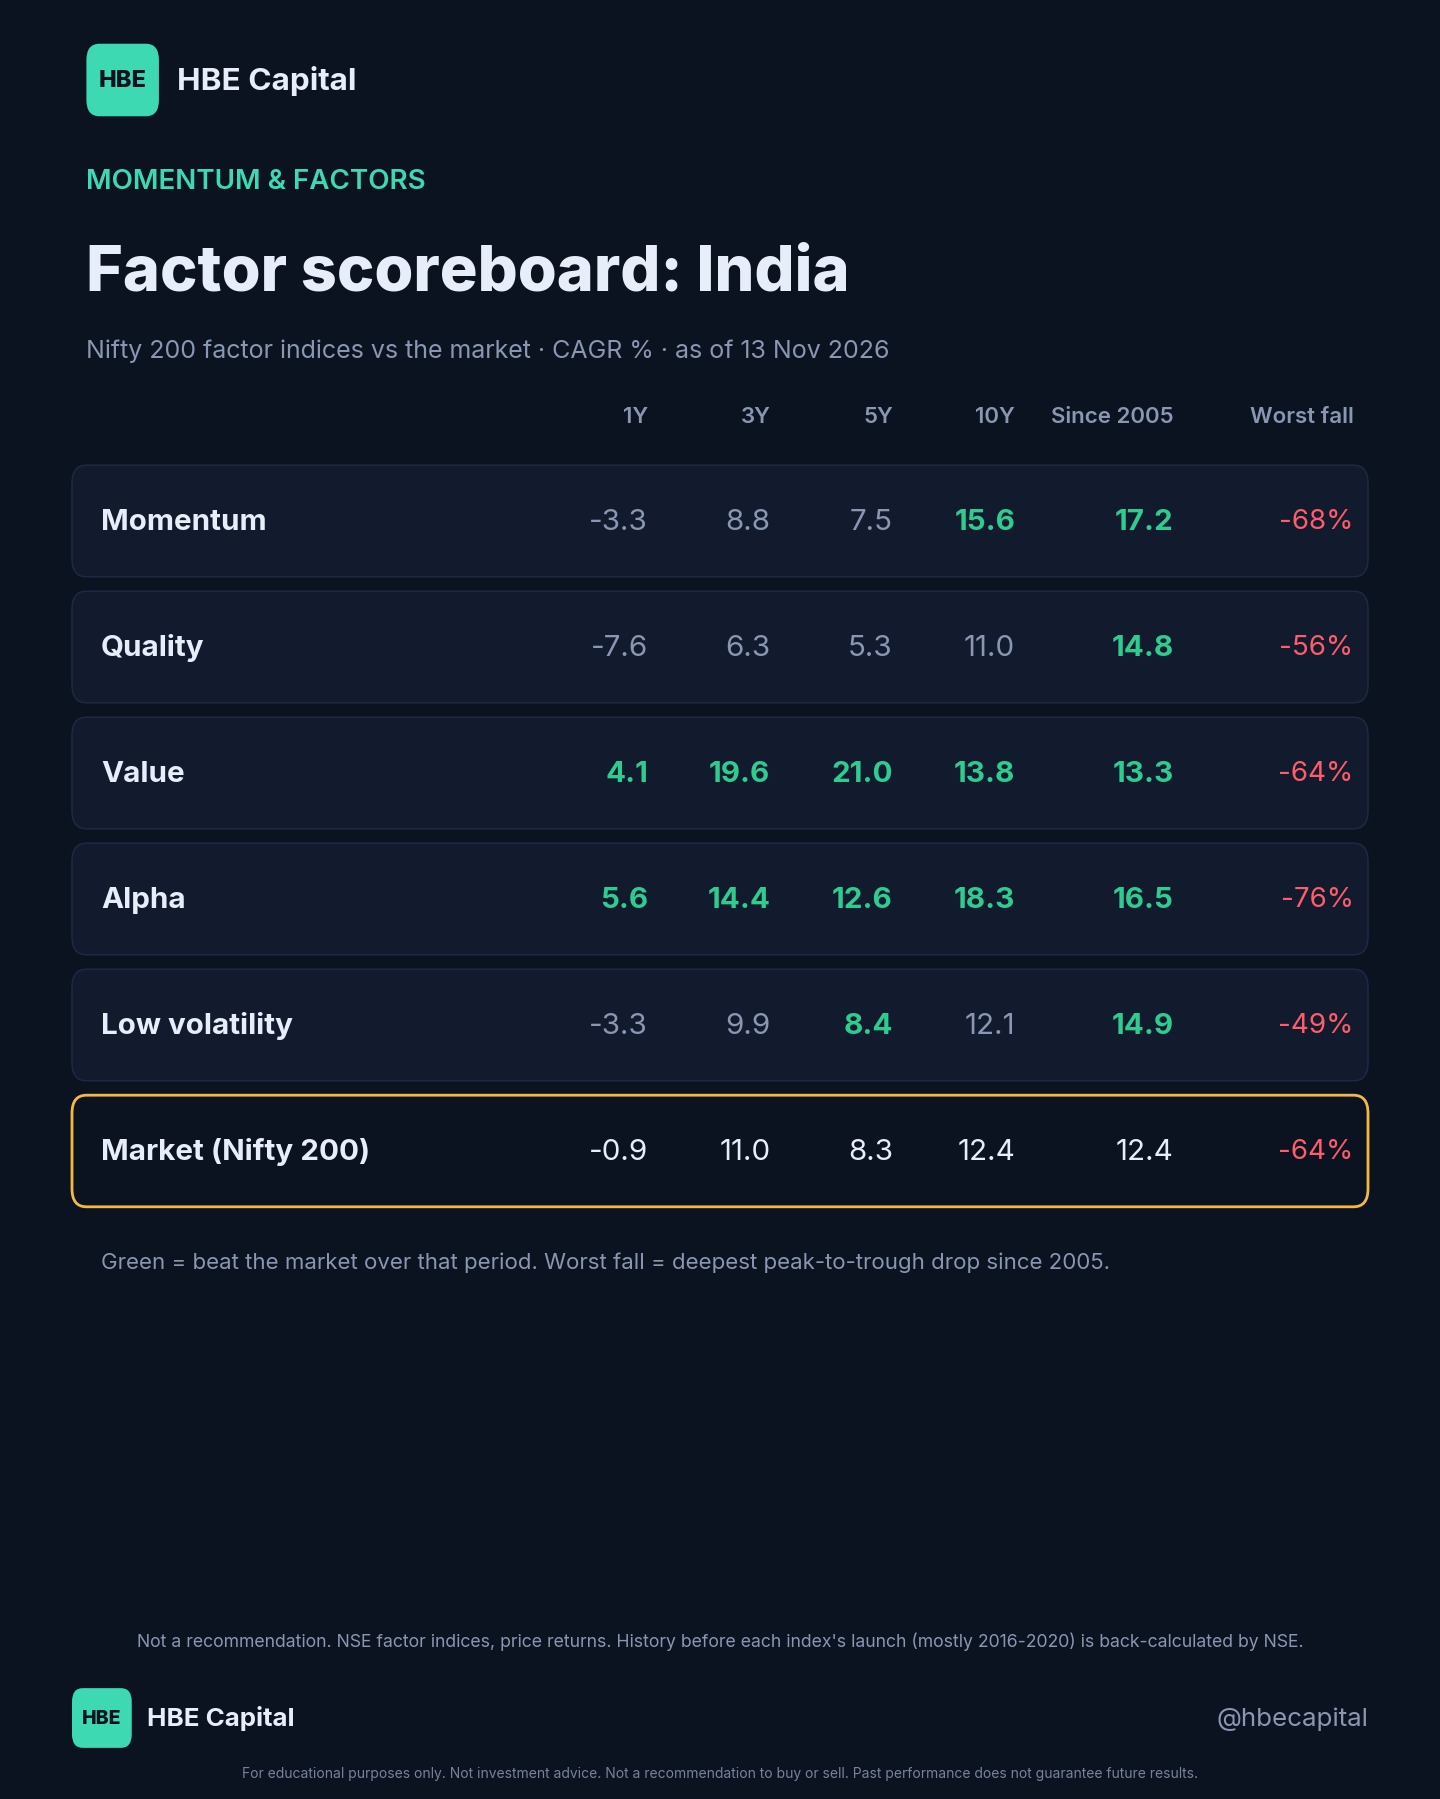 HBE HBE Capital
MOMENTUM & FACTORS
Factor scoreboard: India
Nifty 200 factor indices vs the market · CAGR % · as of 13 Nov 2026
1Y 3Y 5Y 10Y Since 2005 Worst fall
Momentum -3.3 8.8 7.5 15.6 17.2 -68%
Quality -7.6 6.3 5.3 11.0 14.8 -56%
Value 4.1 19.6 21.0 13.8 13.3 -64%
Alpha 5.6 14.4 12.6 18.3 16.5 -76%
Low volatility -3.3 9.9 8.4 12.1 14.9 -49%
Market (Nifty 200) -0.9 11.0 8.3 12.4 12.4 -64%
Green = beat the market over that period. Worst fall = deepest peak-to-trough drop since 2005.
Not a recommendation. NSE factor indices, price returns. History before each index's launch (mostly 2016-2020) is back-calculated by NSE.
HBE HBE Capital @hbecapital
For educational purposes only. Not investment advice. Not a recommendation to buy or sell. Past performance does not guarantee future results.